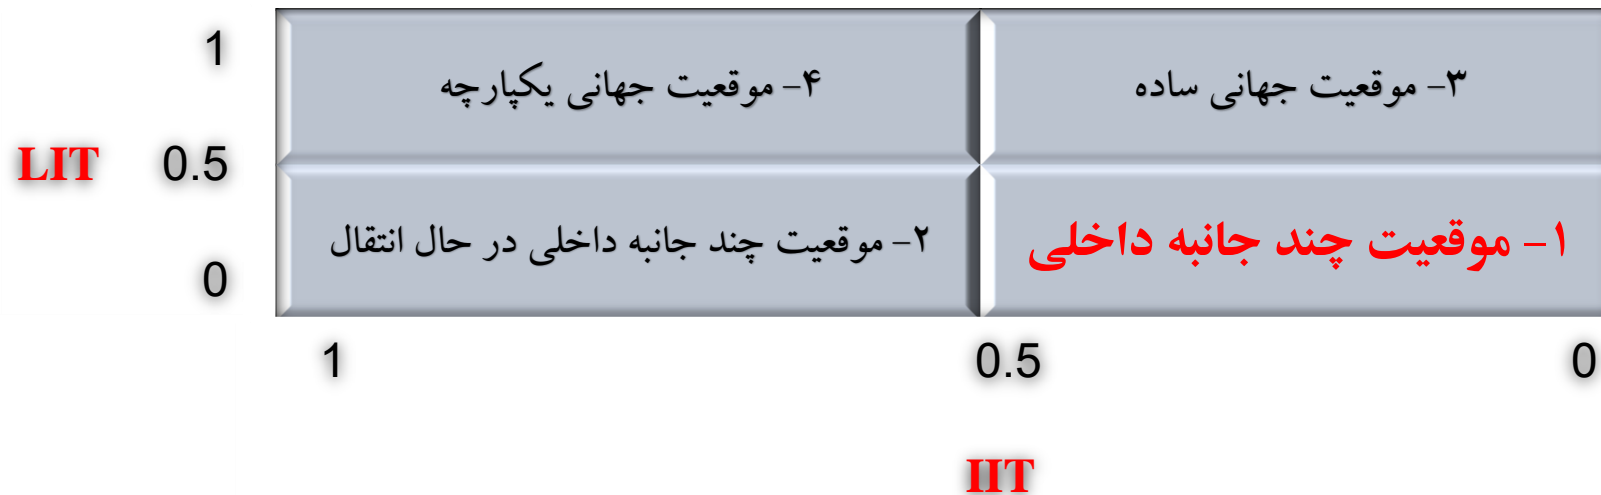 1
۳- موقعیت جهانی ساده
۴- موقعیت جهانی یکپارچه
LIT
0.5
۱- موقعیت چند جانبه داخلی
۲- موقعیت چند جانبه داخلی در حال انتقال
0
1
0.5
0
IIT